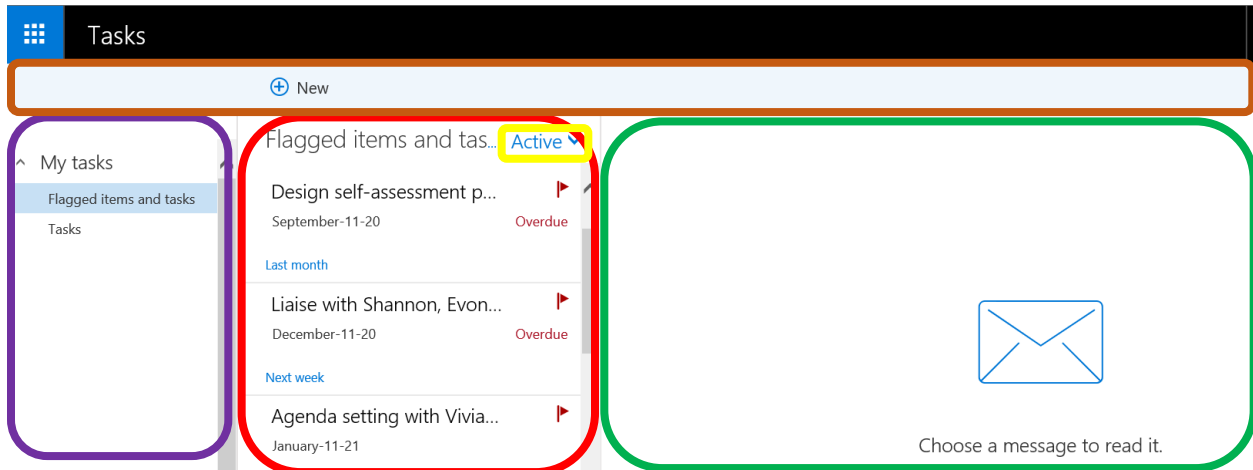 Tasks
New
My tasks
Flagged items and tasks
Tasks
Flagged items and tas... Active
Design self-assessment p...
September-11-20 Overdue
Last month
Liaise with Shannon, Evon...
December-11-20 Overdue
Next week
Agenda setting with Vivia...
January-11-21
Choose a message to read it.